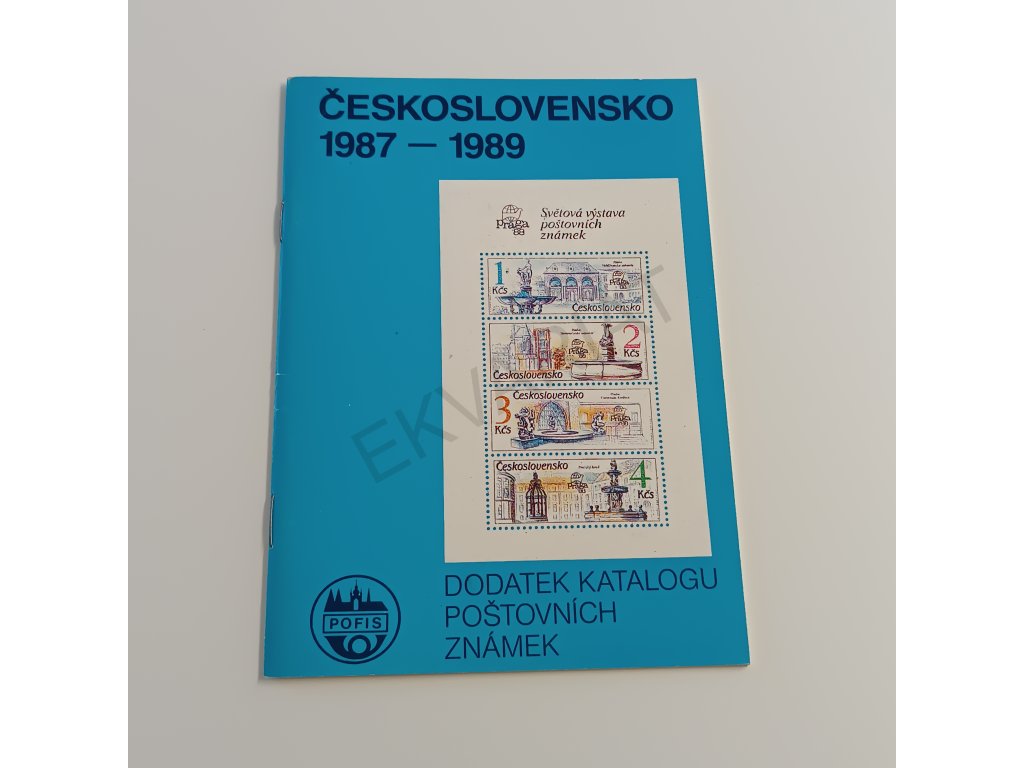 ČESKOSLOVENSKO
1987 — 1989
praga
88
Světová výstava
poštovních
známek
1
Kčs
Československo
2
Kčs
Československo
Československo
3
Kčs
Československo
4
Kčs
POFIS
DODATEK KATALOGU
POŠTOVNÍCH
ZNÁMEK